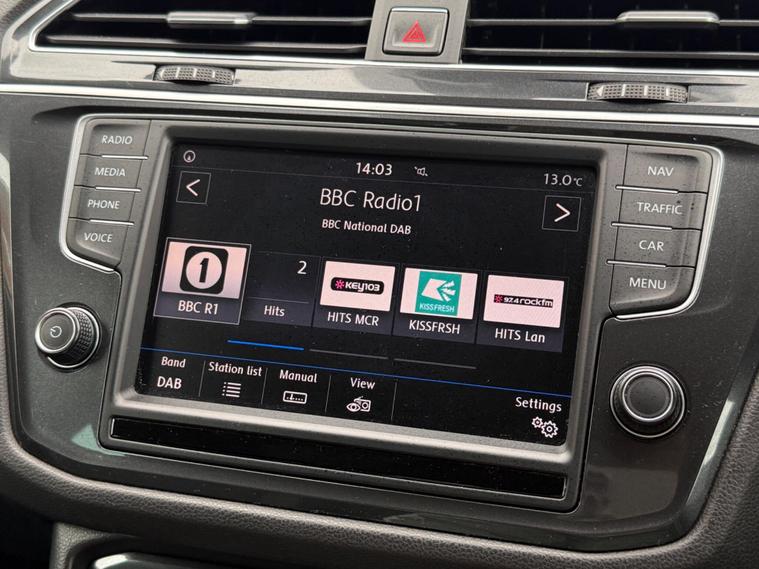 RADIO
MEDIA
PHONE
VOICE
NAV
TRAFFIC
CAR
MENU
14:03
13.0°C
BBC Radio1
BBC National DAB
1
BBC R1
2
Hits
KEY103
HITS MCR
KISSFRESH
KISSFRSH
97.4 rockfm
HITS Lan
Band
DAB
Station list
Manual
View
Settings